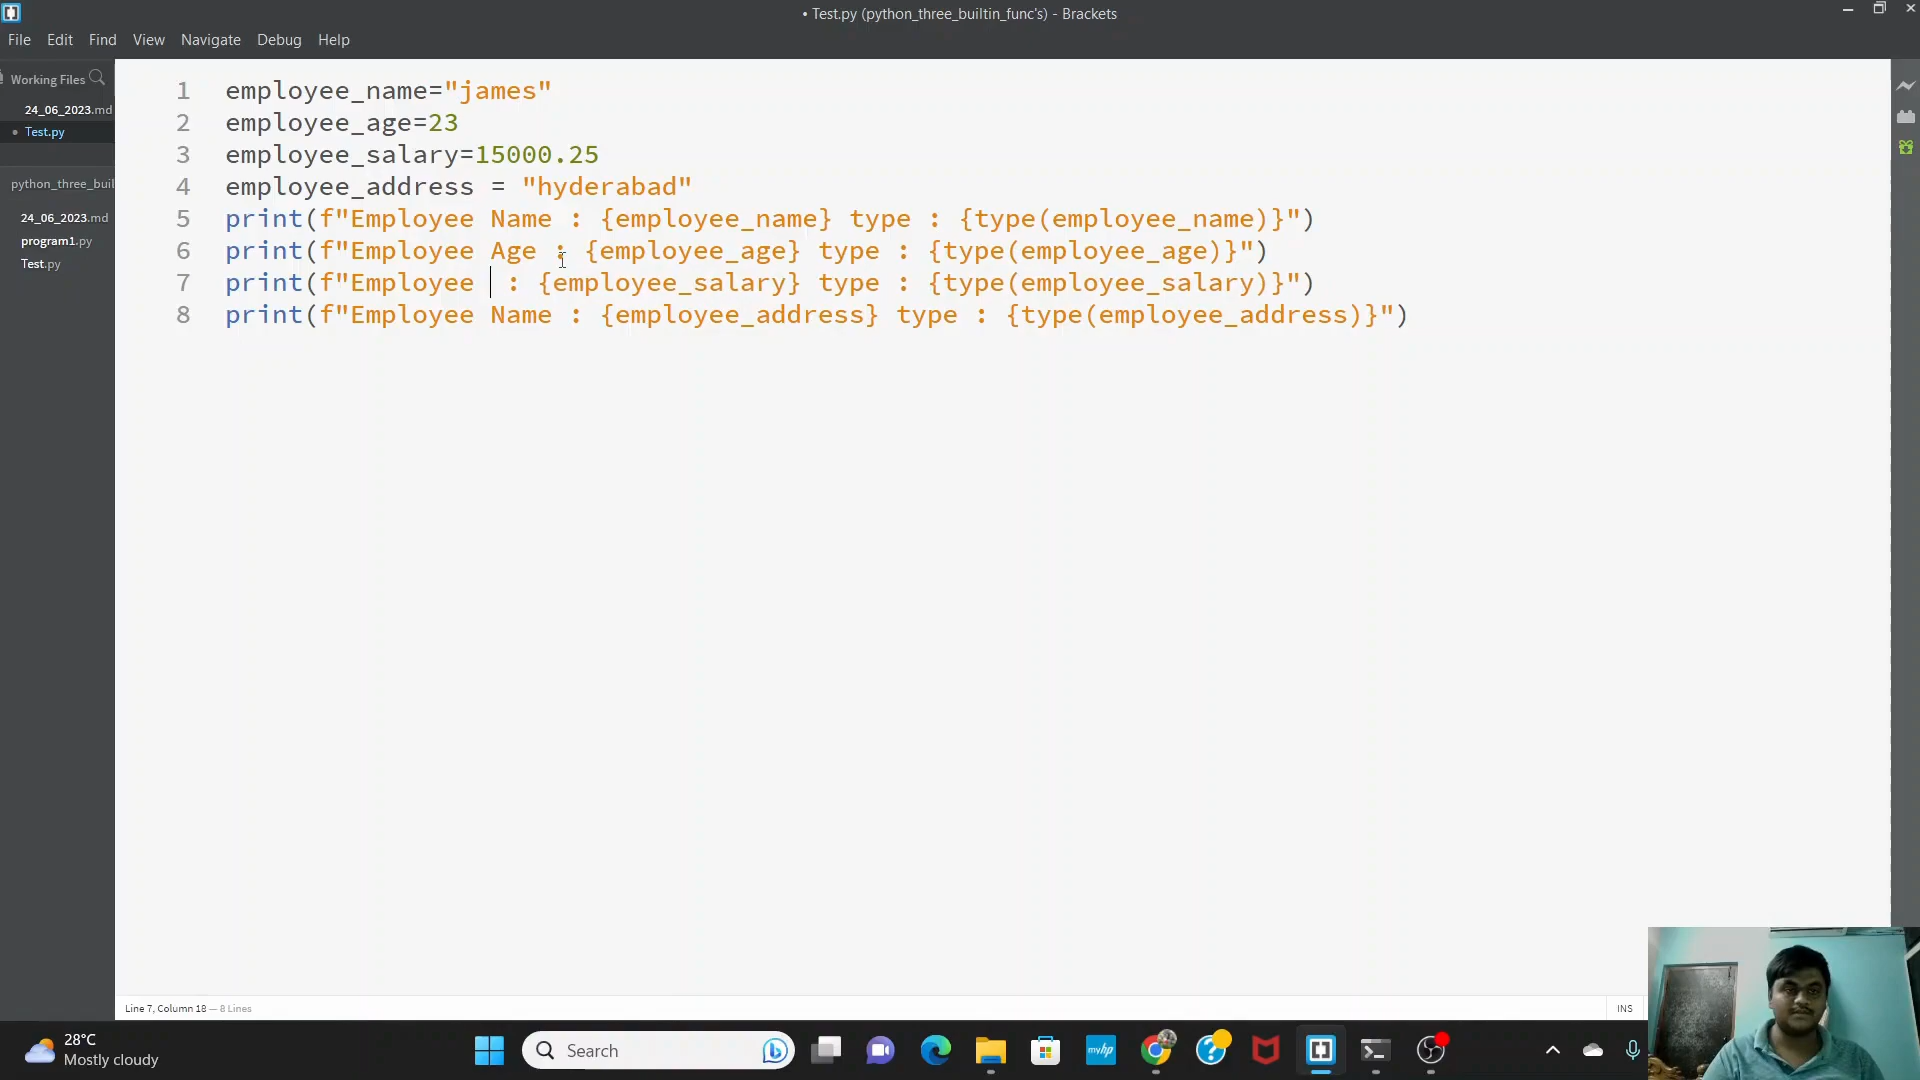 • Test.py (python_three_builtin_func's) - Brackets
File Edit Find View Navigate Debug Help
Working Files
24_06_2023.md
• Test.py
python_three_buil
24_06_2023.md
program1.py
Test.py
1 employee_name="james"
2 employee_age=23
3 employee_salary=15000.25
4 employee_address = "hyderabad"
5 print(f"Employee Name : {employee_name} type : {type(employee_name)}")
6 print(f"Employee Age : {employee_age} type : {type(employee_age)}")
7 print(f"Employee  : {employee_salary} type : {type(employee_salary)}")
8 print(f"Employee Name : {employee_address} type : {type(employee_address)}")
Line 7, Column 18 — 8 Lines
INS
28°C
Mostly cloudy
Search
myhp